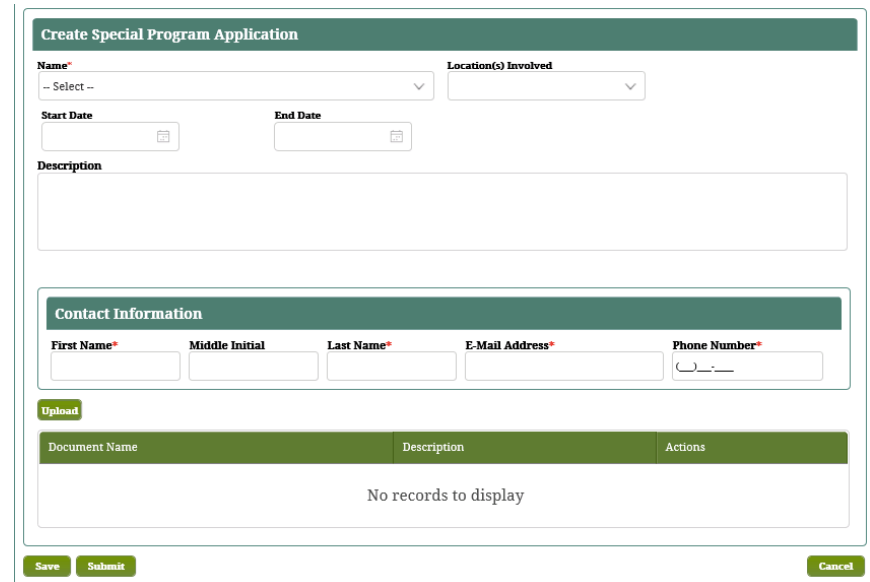 Create Special Program Application
Name* Location(s) Involved
-- Select --
Start Date End Date
Description
Contact Information
First Name* Middle Initial Last Name* E-Mail Address* Phone Number*
(__)__-___
Upload
Document Name Description Actions
No records to display
Save Submit Cancel